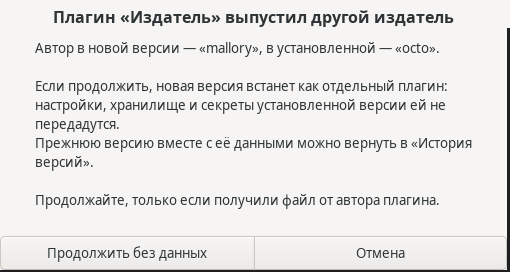 Плагин «Издатель» выпустил другой издатель
Автор в новой версии — «mallory», в установленной — «octo».
Если продолжить, новая версия встанет как отдельный плагин:
настройки, хранилище и секреты установленной версии ей не
передадутся.
Прежнюю версию вместе с её данными можно вернуть в «История
версий».
Продолжайте, только если получили файл от автора плагина.
Продолжить без данных
Отмена